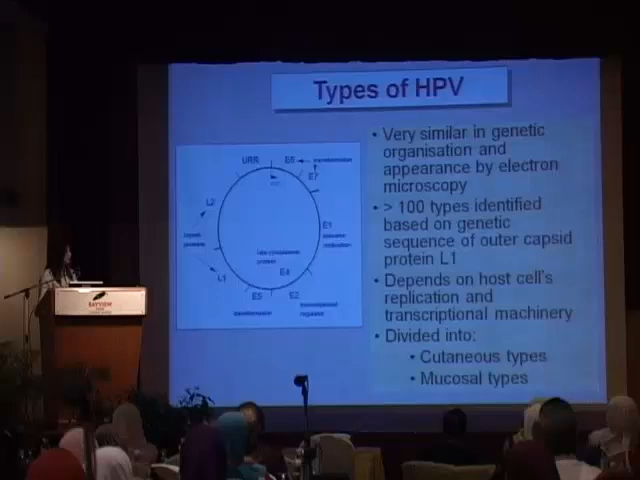 Types of HPV
• Very similar in genetic
organisation and
appearance by electron
microscopy
• > 100 types identified
based on genetic
sequence of outer capsid
protein L1
• Depends on host cell's
replication and
transcriptional machinery
• Divided into:
• Cutaneous types
• Mucosal types
URR
E6
E7
L2
E1
L1
E4
E5
E2
BAYVIEW